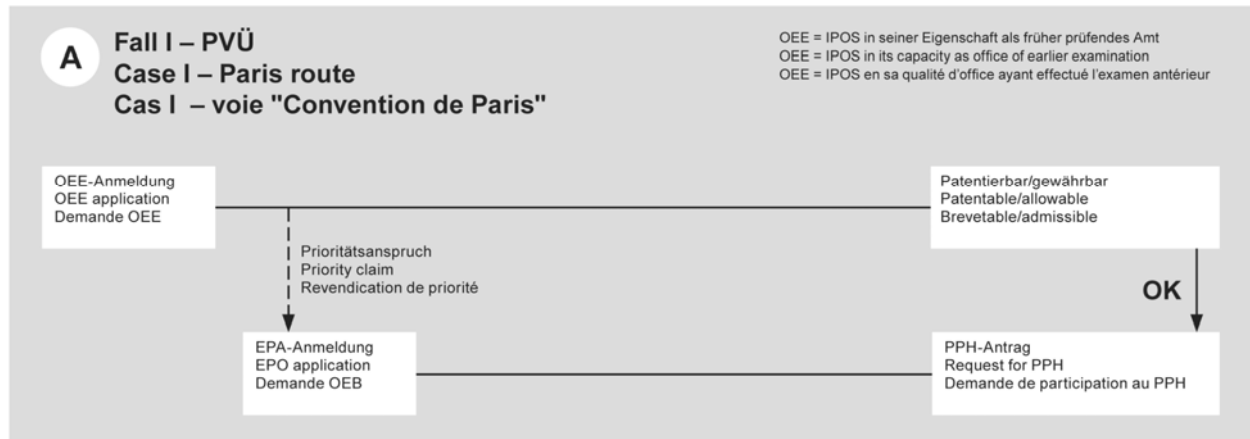 A
Fall I – PVÜ
Case I – Paris route
Cas I – voie "Convention de Paris"
OEE = IPOS in seiner Eigenschaft als früher prüfendes Amt
OEE = IPOS in its capacity as office of earlier examination
OEE = IPOS en sa qualité d'office ayant effectué l'examen antérieur
OEE-Anmeldung
OEE application
Demande OEE
Patentierbar/gewährbar
Patentable/allowable
Brevetable/admissible
Prioritätsanspruch
Priority claim
Revendication de priorité
OK
EPA-Anmeldung
EPO application
Demande OEB
PPH-Antrag
Request for PPH
Demande de participation au PPH